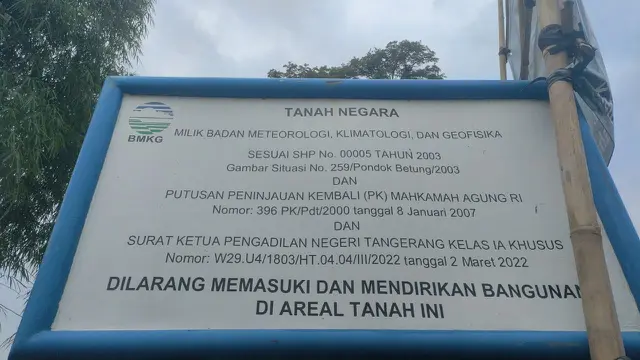 TANAH NEGARA
BMKG
MILIK BADAN METEOROLOGI, KLIMATOLOGI, DAN GEOFISIKA
SESUAI SHP No. 00005 TAHUN 2003
Gambar Situasi No. 259/Pondok Betung/2003
DAN
PUTUSAN PENINJAUAN KEMBALI (PK) MAHKAMAH AGUNG RI
Nomor: 396 PK/Pdt/2000 tanggal 8 Januari 2007
DAN
SURAT KETUA PENGADILAN NEGERI TANGERANG KELAS IA KHUSUS
Nomor: W29.U4/1803/HT.04.04/III/2022 tanggal 2 Maret 2022
DILARANG MEMASUKI DAN MENDIRIKAN BANGUNAN
DI AREAL TANAH INI